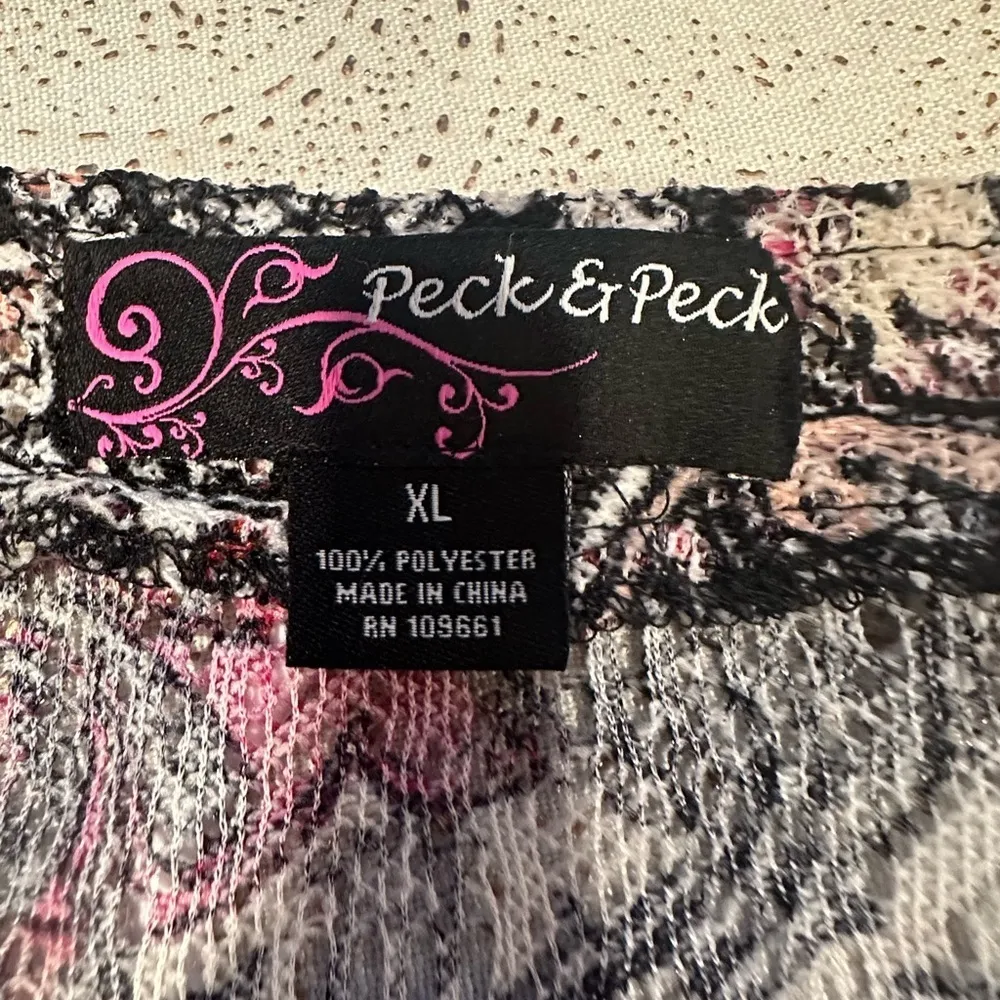 Peck & Peck
XL
100% POLYESTER
MADE IN CHINA
RN 109661